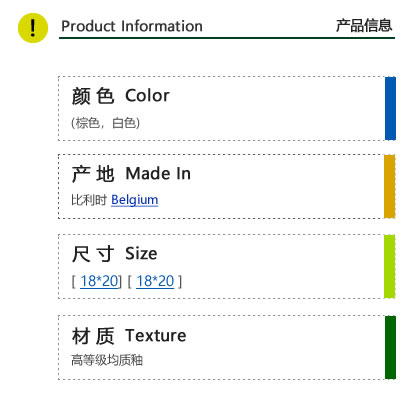 ! Product Information 产品信息
颜色 Color
(棕色，白色)
产地 Made In
比利时 Belgium
尺寸 Size
[ 18*20] [ 18*20 ]
材质 Texture
高等级均质釉